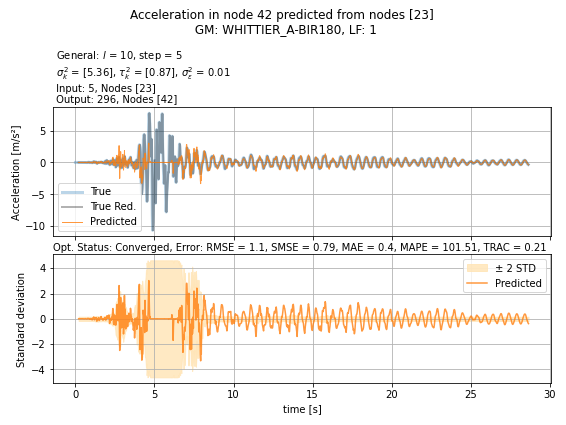 Acceleration in node 42 predicted from nodes [23]
GM: WHITTIER_A-BIR180, LF: 1
General: l = 10, step = 5
σ²ₖ = [5.36], τ²ₖ = [0.87], σ²ₑ = 0.01
Input: 5, Nodes [23]
Output: 296, Nodes [42]
Acceleration [m/s²]
5
0
−5
−10
True
True Red.
Predicted
Opt. Status: Converged, Error: RMSE = 1.1, SMSE = 0.79, MAE = 0.4, MAPE = 101.51, TRAC = 0.21
Standard deviation
4
2
0
−2
−4
± 2 STD
Predicted
0 5 10 15 20 25 30
time [s]